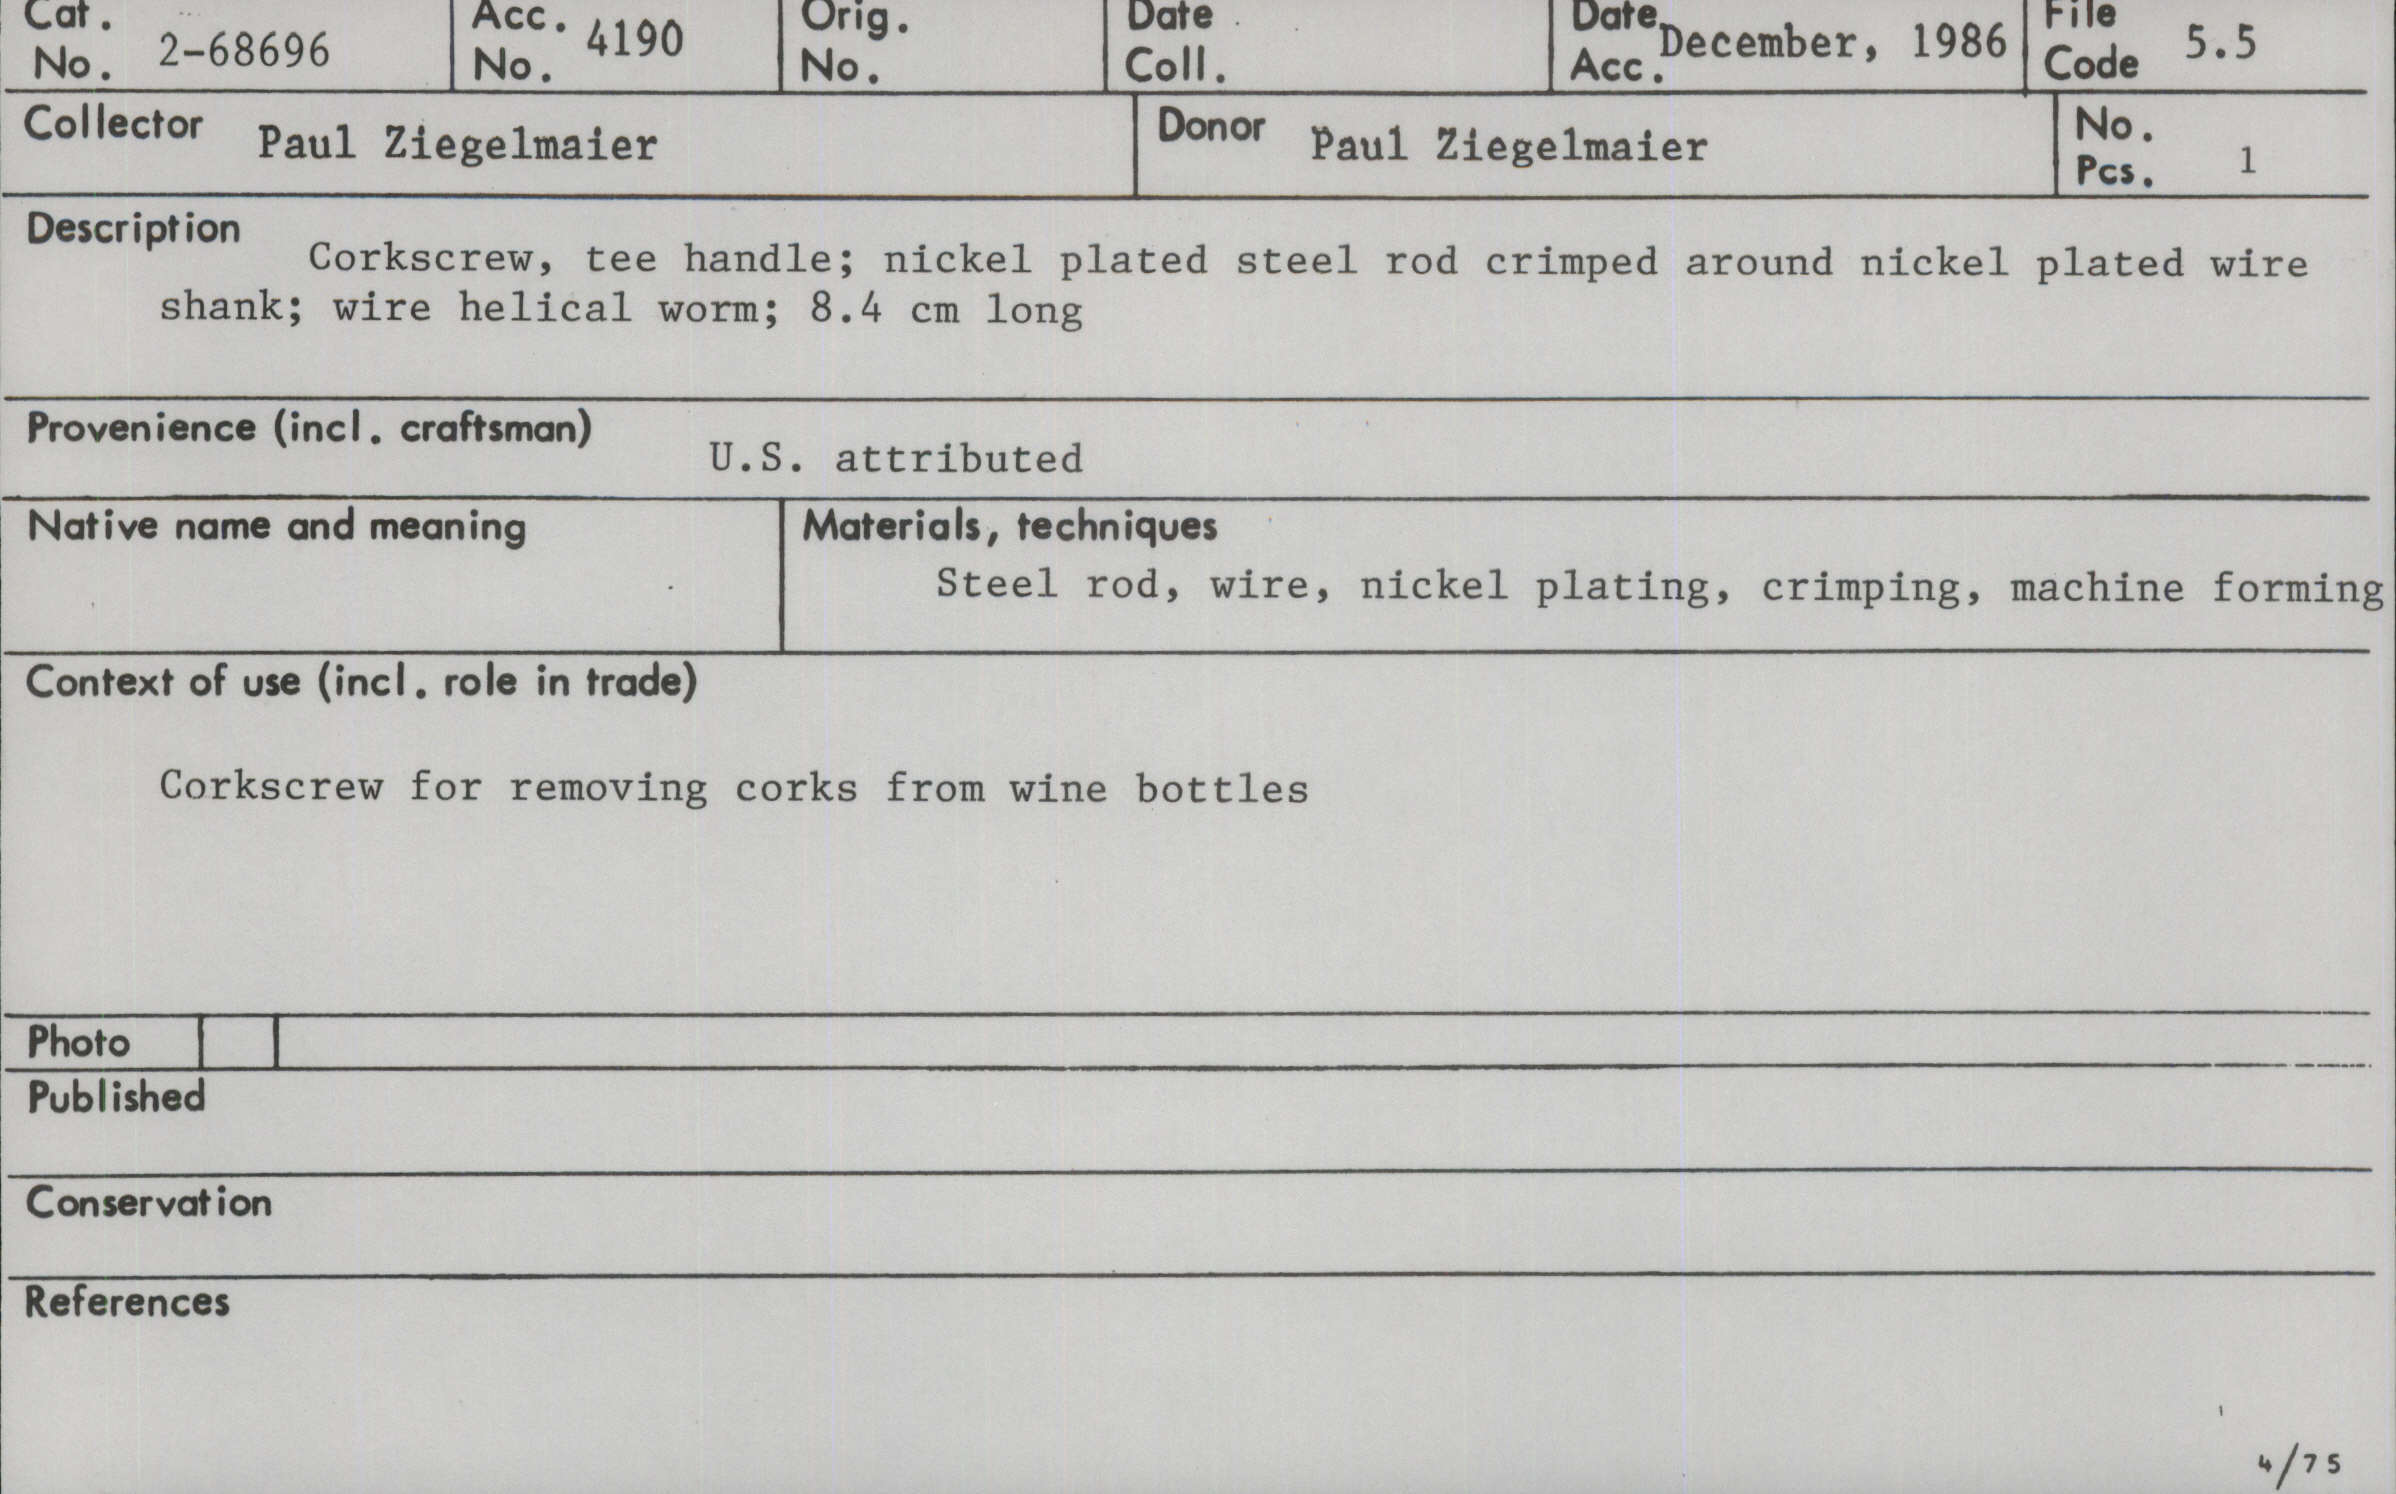 Cat. No. 2-68696 Acc. No. 4190 Orig. No. Date Coll. Date Acc. December, 1986 File Code 5.5
Collector Paul Ziegelmaier Donor Paul Ziegelmaier No. Pcs. 1
Description
Corkscrew, tee handle; nickel plated steel rod crimped around nickel plated wire
shank; wire helical worm; 8.4 cm long
Provenience (incl. craftsman) U.S. attributed
Native name and meaning Materials, techniques
Steel rod, wire, nickel plating, crimping, machine forming
Context of use (incl. role in trade)
Corkscrew for removing corks from wine bottles
Photo
Published
Conservation
References
4/75